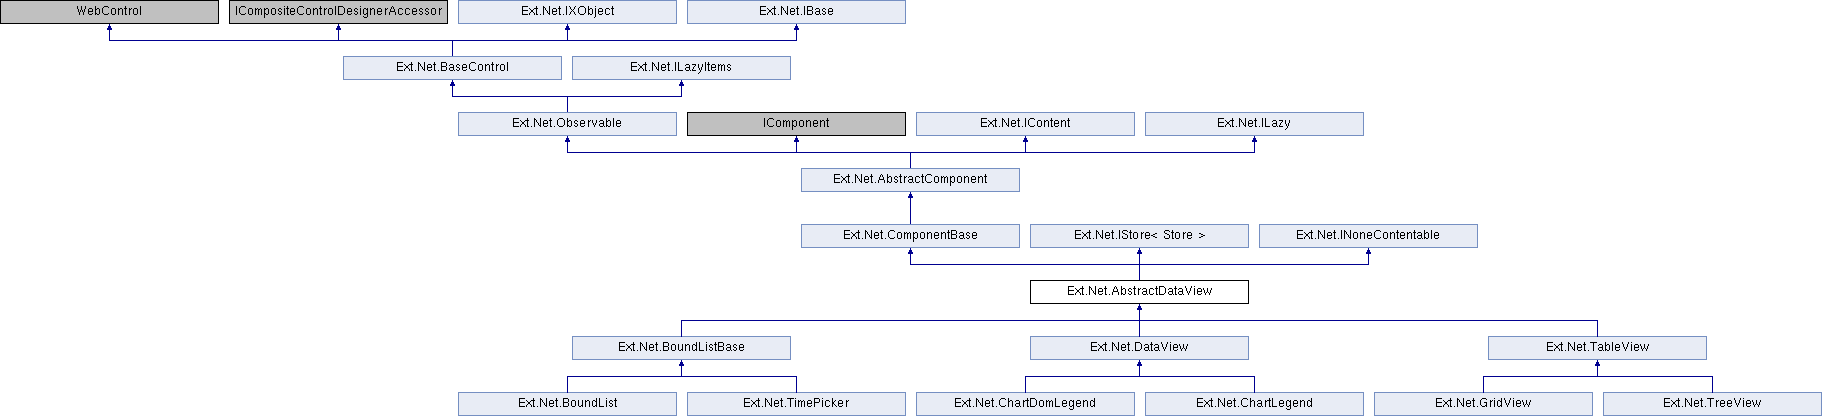 WebControl
ICompositeControlDesignerAccessor
Ext.Net.IXObject
Ext.Net.IBase
Ext.Net.BaseControl
Ext.Net.ILazyItems
Ext.Net.Observable
IComponent
Ext.Net.IContent
Ext.Net.ILazy
Ext.Net.AbstractComponent
Ext.Net.ComponentBase
Ext.Net.IStore< Store >
Ext.Net.INoneContentable
Ext.Net.AbstractDataView
Ext.Net.BoundListBase
Ext.Net.DataView
Ext.Net.TableView
Ext.Net.BoundList
Ext.Net.TimePicker
Ext.Net.ChartDomLegend
Ext.Net.ChartLegend
Ext.Net.GridView
Ext.Net.TreeView